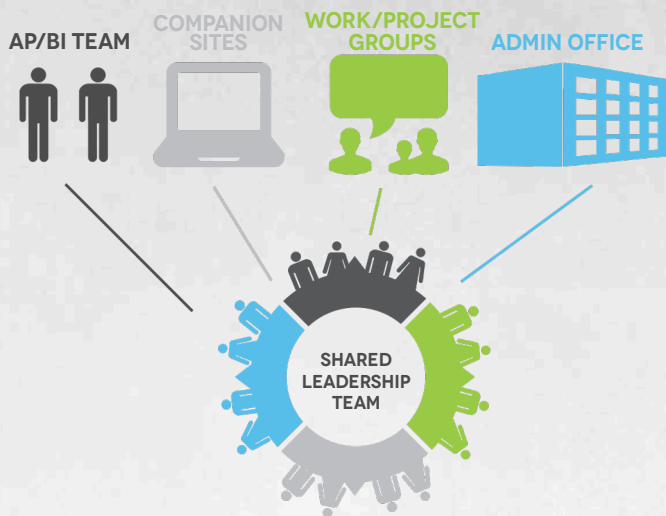 AP/BI TEAM
COMPANION
SITES
WORK/PROJECT
GROUPS
ADMIN OFFICE
SHARED
LEADERSHIP
TEAM